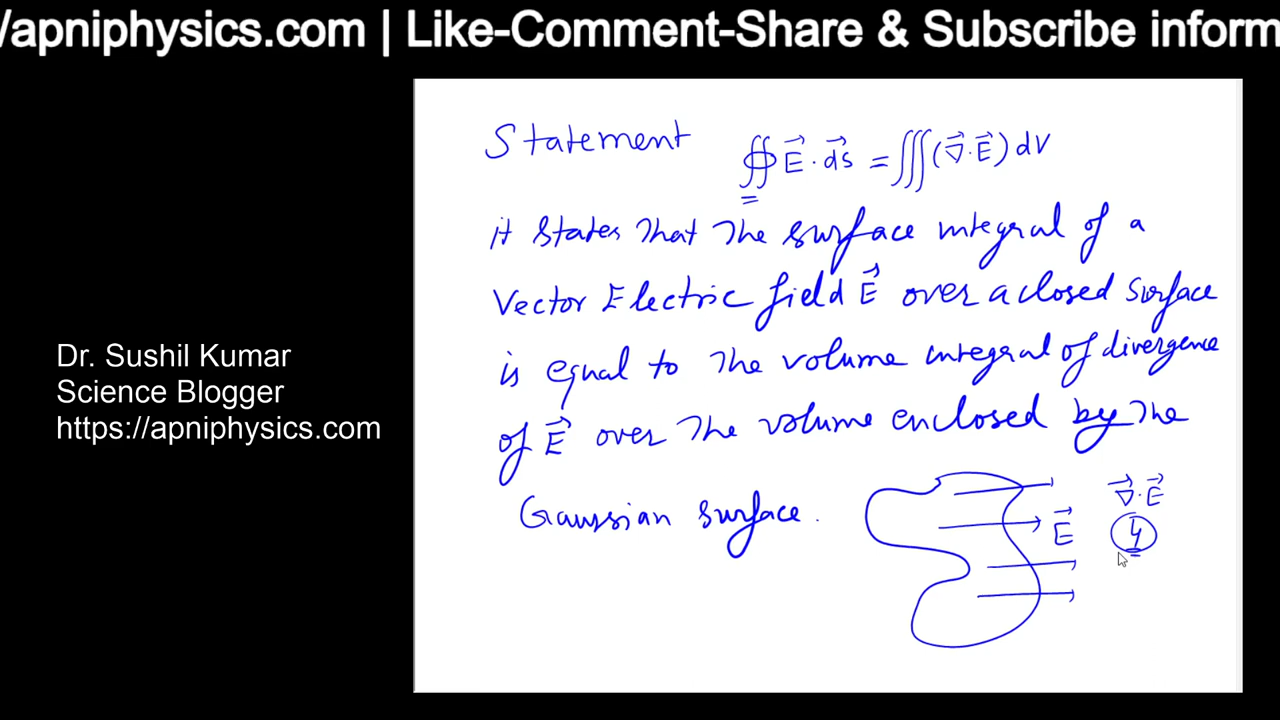 /apniphysics.com | Like-Comment-Share & Subscribe inform
Statement ∯ E⃗ · d⃗s = ∭ (∇⃗ · E⃗) dV
it states that the surface integral of a
Vector Electric field E⃗ over a closed surface
is equal to the volume integral of divergence
of E⃗ over the volume enclosed by the
Gaussian surface.
∇⃗ · E⃗
E⃗
Dr. Sushil Kumar
Science Blogger
https://apniphysics.com